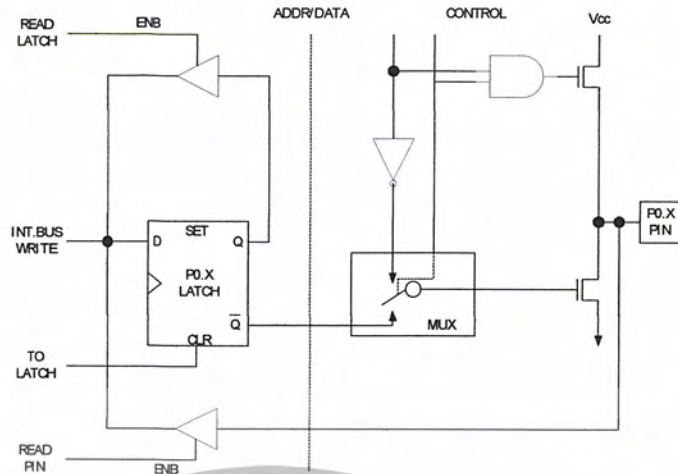 ADDR/DATA
CONTROL
Vcc
READ
LATCH
ENB
INT.BUS
WRITE
D
SET
Q
P0.X
LATCH
Q
CLR
MUX
P0.X
PIN
TO
LATCH
READ
PIN
ENB